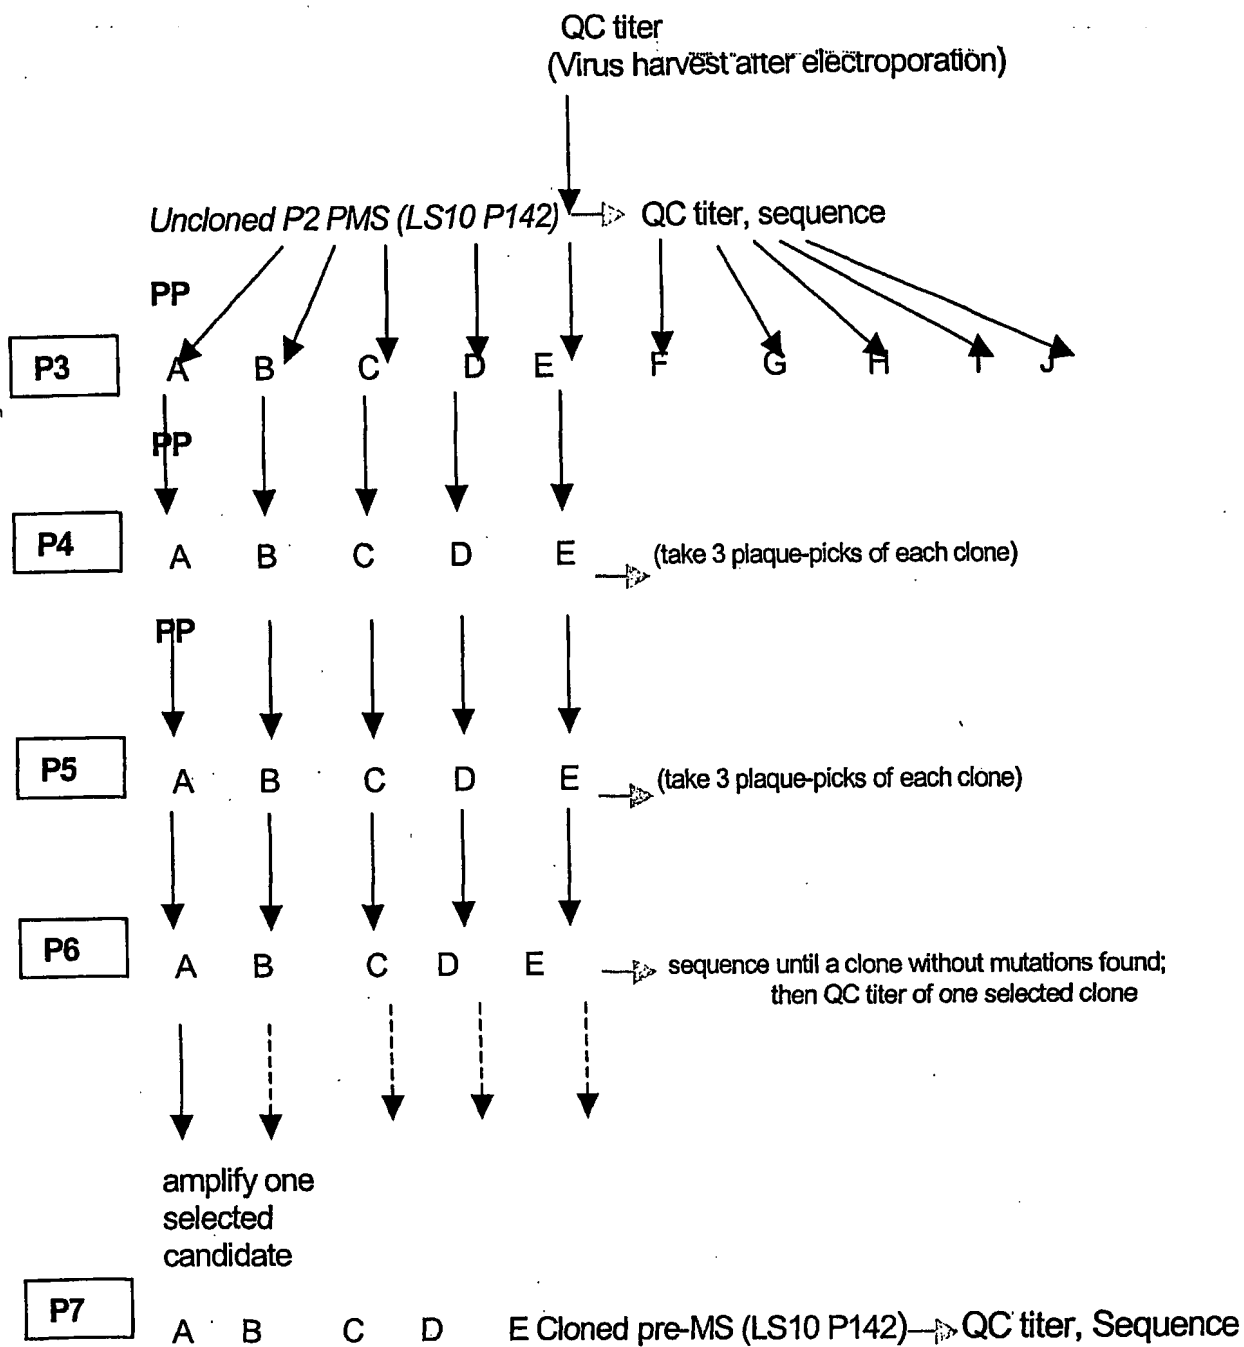 QC titer
(Virus harvest after electroporation)
Uncloned P2 PMS (LS10 P142) QC titer, sequence
PP
P3 A B C D E F G H I J
PP
P4 A B C D E (take 3 plaque-picks of each clone)
PP
P5 A B C D E (take 3 plaque-picks of each clone)
P6 A B C D E sequence until a clone without mutations found;
then QC titer of one selected clone
amplify one
selected
candidate
P7 A B C D E Cloned pre-MS (LS10 P142) QC titer, Sequence